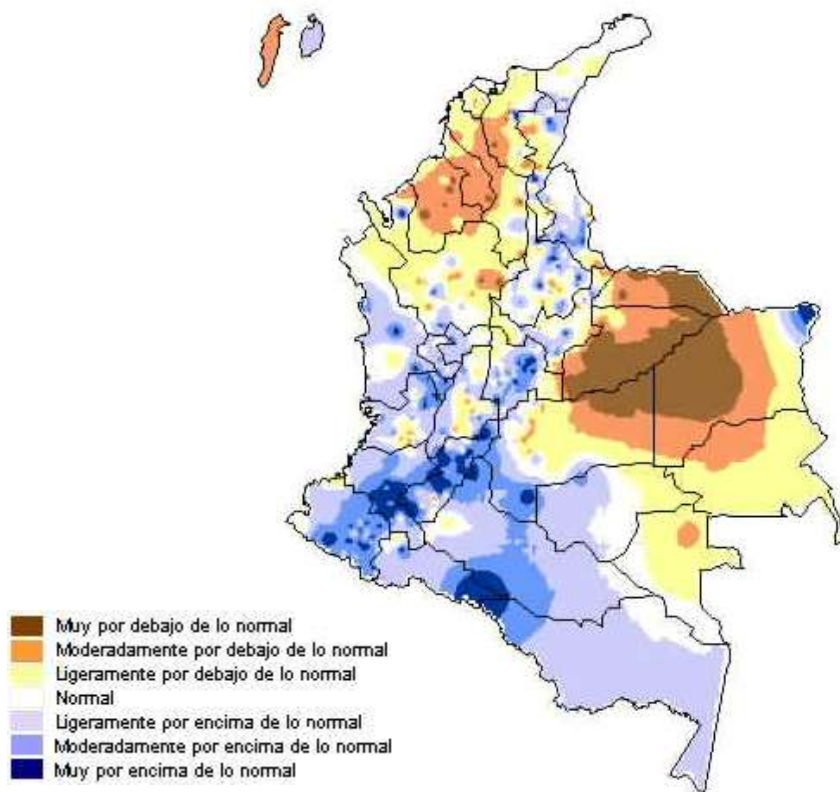 Muy por debajo de lo normal
Moderadamente por debajo de lo normal
Ligeramente por debajo de lo normal
Normal
Ligeramente por encima de lo normal
Moderadamente por encima de lo normal
Muy por encima de lo normal